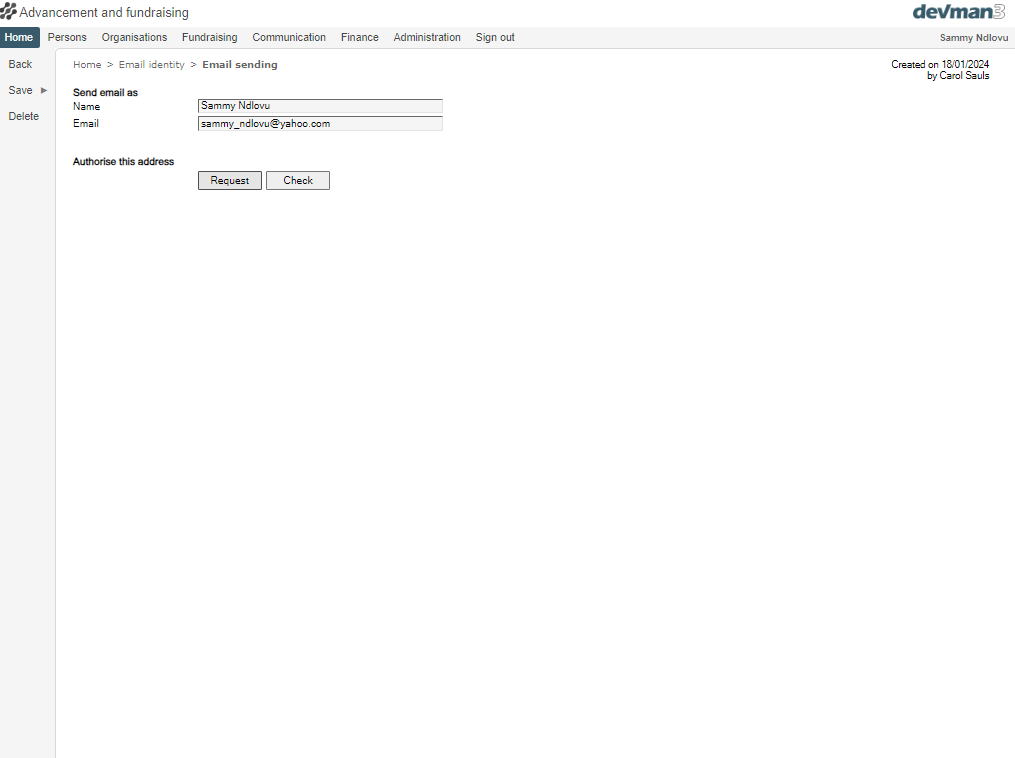 Advancement and fundraising
devman3
Home Persons Organisations Fundraising Communication Finance Administration Sign out Sammy Ndlovu
Back
Save
Delete
Home > Email identity > Email sending
Created on 18/01/2024
by Carol Sauls
Send email as
Name Sammy Ndlovu
Email sammy_ndlovu@yahoo.com
Authorise this address
Request Check